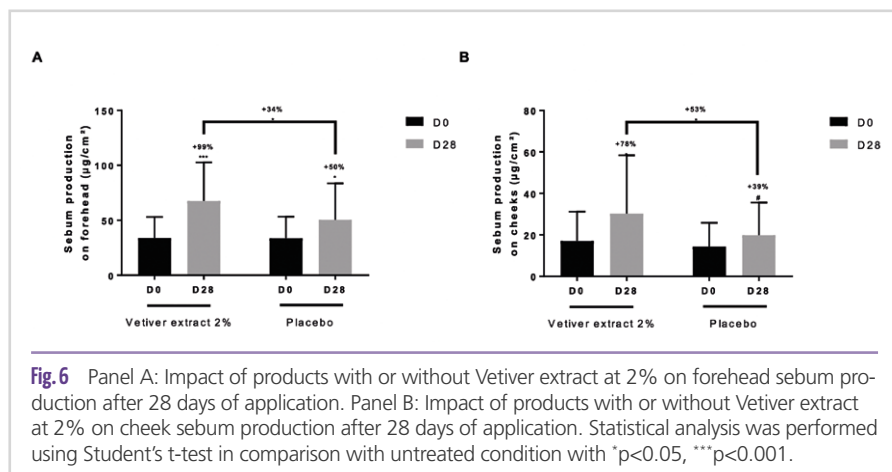 A
B
+34%
*
150
100
50
0
Sebum production
on forehead (µg/cm²)
+99%
***
+50%
*
D0
D28
D0
D28
D0
D28
Vetiver extract 2%
Placebo
+53%
*
80
60
40
20
0
Sebum production
on cheeks (µg/cm²)
+78%
*
+39%
#
D0
D28
D0
D28
D0
D28
Vetiver extract 2%
Placebo
Fig. 6 Panel A: Impact of products with or without Vetiver extract at 2% on forehead sebum pro-
duction after 28 days of application. Panel B: Impact of products with or without Vetiver extract
at 2% on cheek sebum production after 28 days of application. Statistical analysis was performed
using Student’s t-test in comparison with untreated condition with *p<0.05, ***p<0.001.